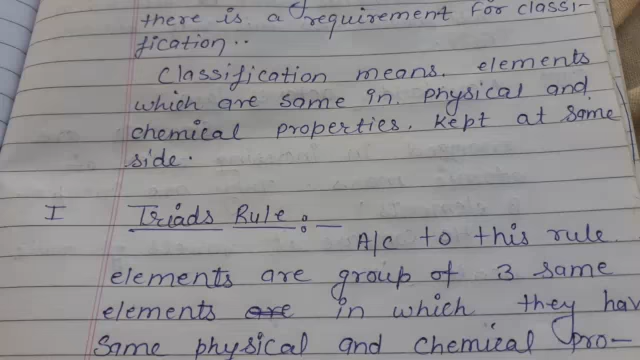 there is a requirement for classi-
fication..
Classification means. elements
which are same in physical and
chemical properties. kept at same
side.
I Triads Rule:-
A/c to this rule
elements are group of 3 same
elements are in which they hav
same physical and chemical pro-